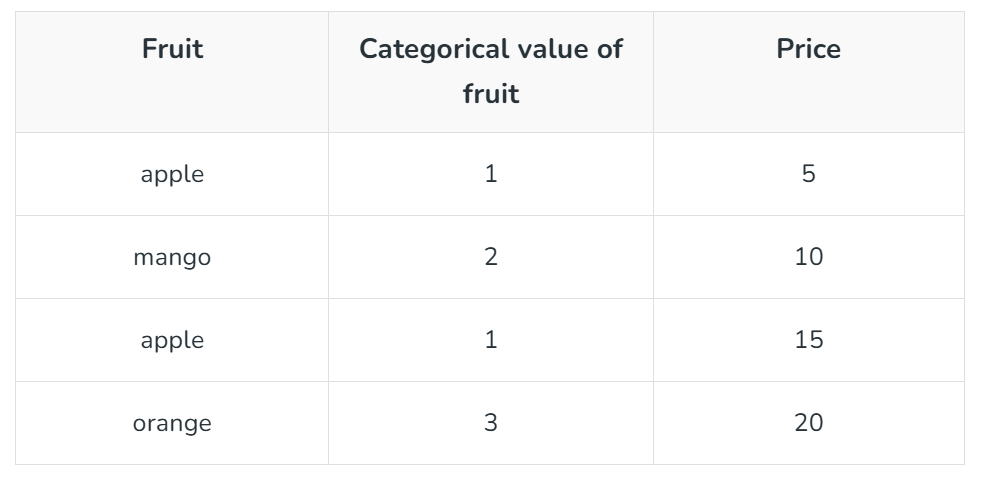 Fruit
Categorical value of
fruit
Price
apple 1 5
mango 2 10
apple 1 15
orange 3 20